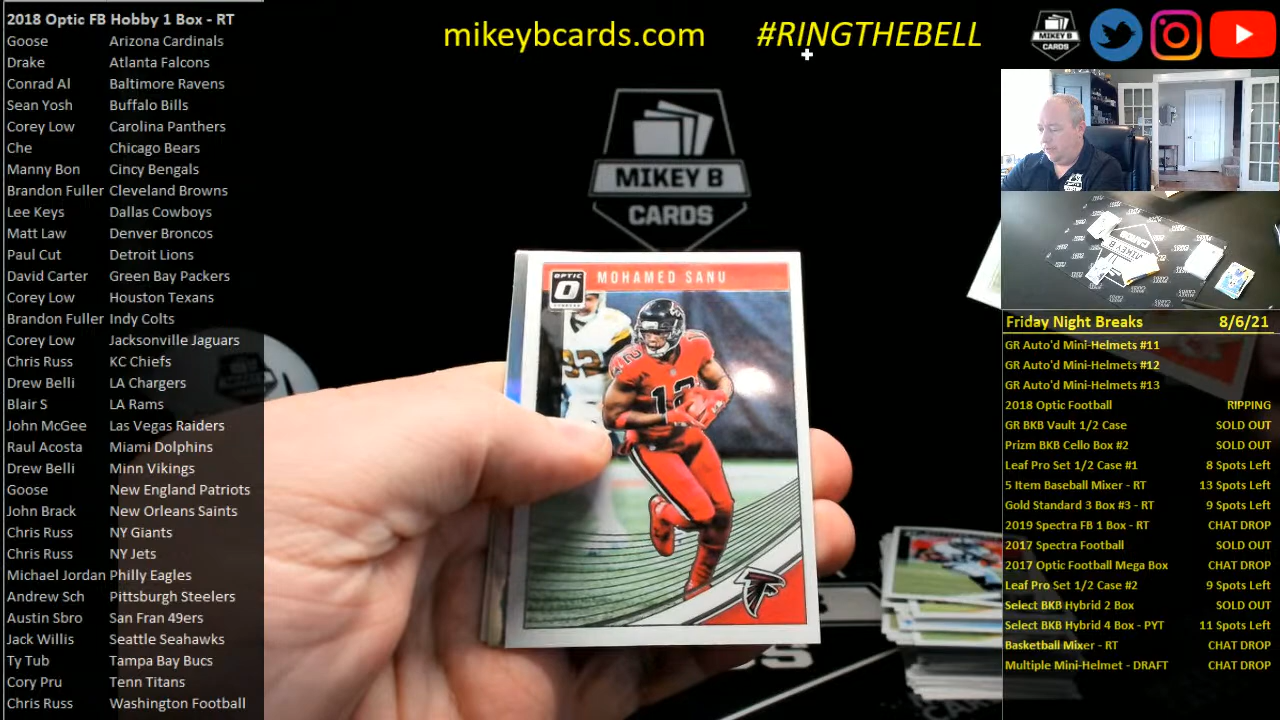 2018 Optic FB Hobby 1 Box - RT
Goose Arizona Cardinals
Drake Atlanta Falcons
Conrad Al Baltimore Ravens
Sean Yosh Buffalo Bills
Corey Low Carolina Panthers
Che Chicago Bears
Manny Bon Cincy Bengals
Brandon Fuller Cleveland Browns
Lee Keys Dallas Cowboys
Matt Law Denver Broncos
Paul Cut Detroit Lions
David Carter Green Bay Packers
Corey Low Houston Texans
Brandon Fuller Indy Colts
Corey Low Jacksonville Jaguars
Chris Russ KC Chiefs
Drew Belli LA Chargers
Blair S LA Rams
John McGee Las Vegas Raiders
Raul Acosta Miami Dolphins
Drew Belli Minn Vikings
Goose New England Patriots
John Brack New Orleans Saints
Chris Russ NY Giants
Chris Russ NY Jets
Michael Jordan Philly Eagles
Andrew Sch Pittsburgh Steelers
Austin Sbro San Fran 49ers
Jack Willis Seattle Seahawks
Ty Tub Tampa Bay Bucs
Cory Pru Tenn Titans
Chris Russ Washington Football
mikeybcards.com #RINGTHEBELL
MIKEY B
CARDS
MIKEY B
CARDS
OPTIC
MOHAMED SANU
12
12
32
Friday Night Breaks 8/6/21
GR Auto'd Mini-Helmets #11
GR Auto'd Mini-Helmets #12
GR Auto'd Mini-Helmets #13
2018 Optic Football RIPPING
GR BKB Vault 1/2 Case SOLD OUT
Prizm BKB Cello Box #2 SOLD OUT
Leaf Pro Set 1/2 Case #1 8 Spots Left
5 Item Baseball Mixer - RT 13 Spots Left
Gold Standard 3 Box #3 - RT 9 Spots Left
2019 Spectra FB 1 Box - RT CHAT DROP
2017 Spectra Football SOLD OUT
2017 Optic Football Mega Box CHAT DROP
Leaf Pro Set 1/2 Case #2 9 Spots Left
Select BKB Hybrid 2 Box SOLD OUT
Select BKB Hybrid 4 Box - PYT 11 Spots Left
Basketball Mixer - RT CHAT DROP
Multiple Mini-Helmet - DRAFT CHAT DROP